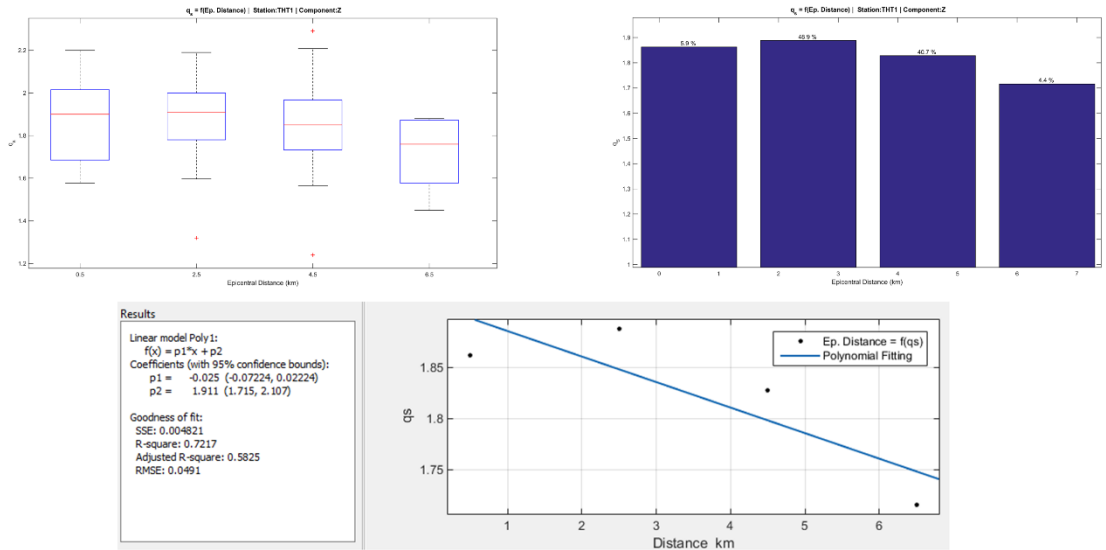 qs = f(Ep. Distance) | Station:THT1 | Component:Z
2.2
2
1.8
1.6
1.4
1.2
qs
0.5
2.5
4.5
6.5
Epicentral Distance (km)
qs = f(Ep. Distance) | Station:THT1 | Component:Z
5.9 %
48.9 %
40.7 %
4.4 %
1.9
1.8
1.7
1.6
1.5
1.4
1.3
1.2
1.1
1
qs
0
1
2
3
4
5
6
7
Epicentral Distance (km)
Results
Linear model Poly1:
f(x) = p1*x + p2
Coefficients (with 95% confidence bounds):
p1 = -0.025 (-0.07224, 0.02224)
p2 = 1.911 (1.715, 2.107)
Goodness of fit:
SSE: 0.004821
R-square: 0.7217
Adjusted R-square: 0.5825
RMSE: 0.0491
Ep. Distance = f(qs)
Polynomial Fitting
1.85
1.8
1.75
qs
1
2
3
4
5
6
Distance km